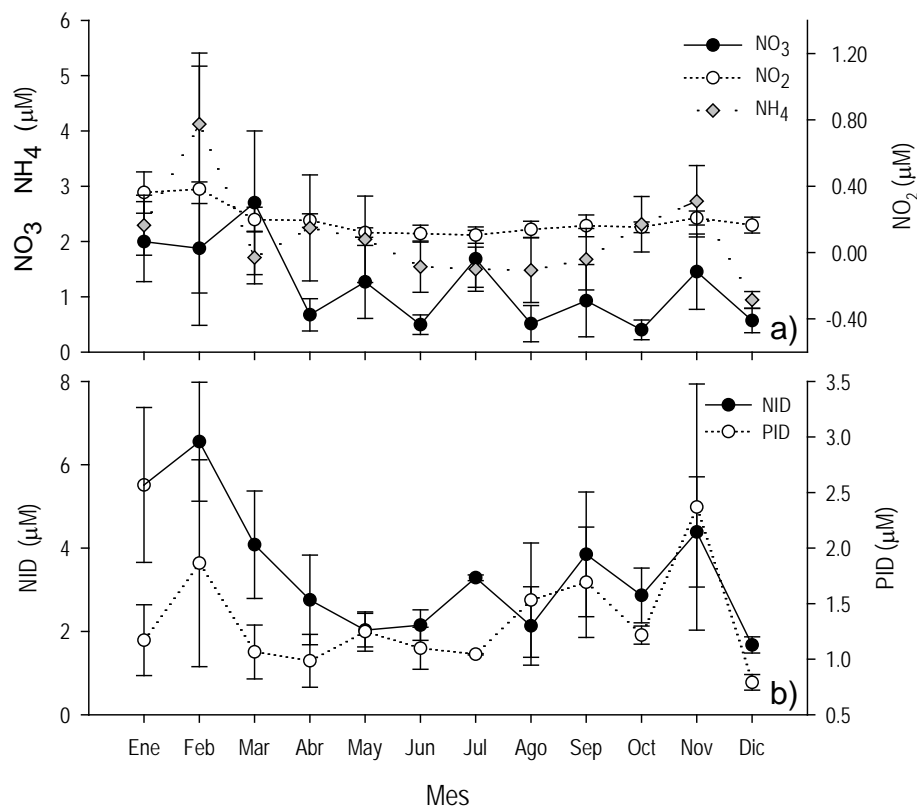 6
5
4
3
2
1
0
NO3 NH4 (µM)
1.20
0.80
0.40
0.00
-0.40
NO2 (µM)
NO3
NO2
NH4
a)
8
6
4
2
0
NID (µM)
3.5
3.0
2.5
2.0
1.5
1.0
0.5
PID (µM)
NID
PID
b)
Ene Feb Mar Abr May Jun Jul Ago Sep Oct Nov Dic
Mes